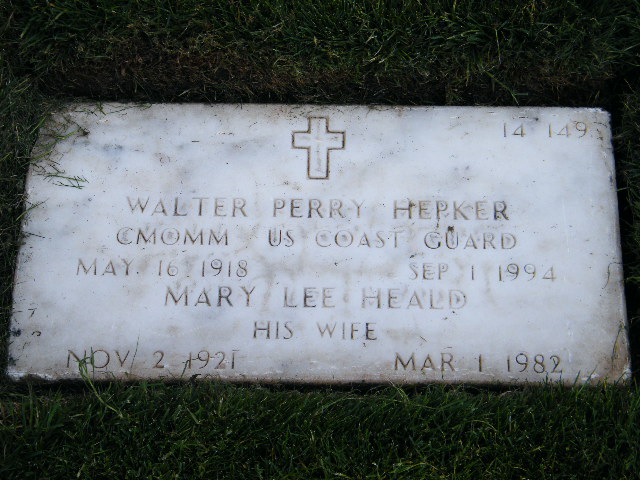 14 1493
WALTER PERRY HEPKER
CMOMM US COAST GUARD
MAY 16 1918 SEP 1 1994
MARY LEE HEALD
HIS WIFE
NOV 2 1921 MAR 1 1982